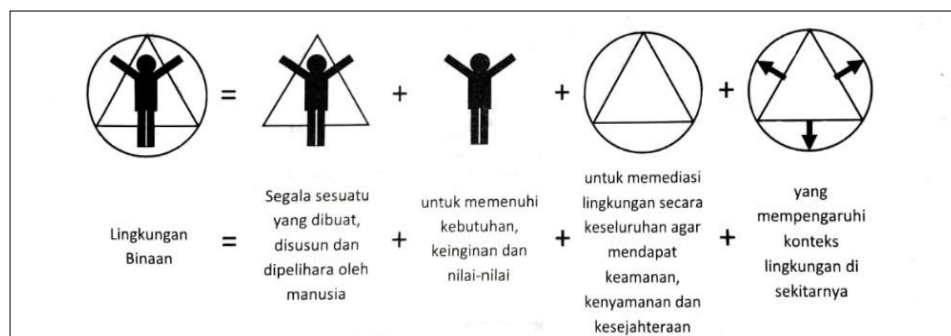 = + + +
Lingkungan
Binaan
=
Segala sesuatu
yang dibuat,
disusun dan
dipelihara oleh
manusia
+
untuk memenuhi
kebutuhan,
keinginan dan
nilai-nilai
+
untuk memediasi
lingkungan secara
keseluruhan agar
mendapat
keamanan,
kenyamanan dan
kesejahteraan
+
yang
mempengaruhi
konteks
lingkungan di
sekitarnya